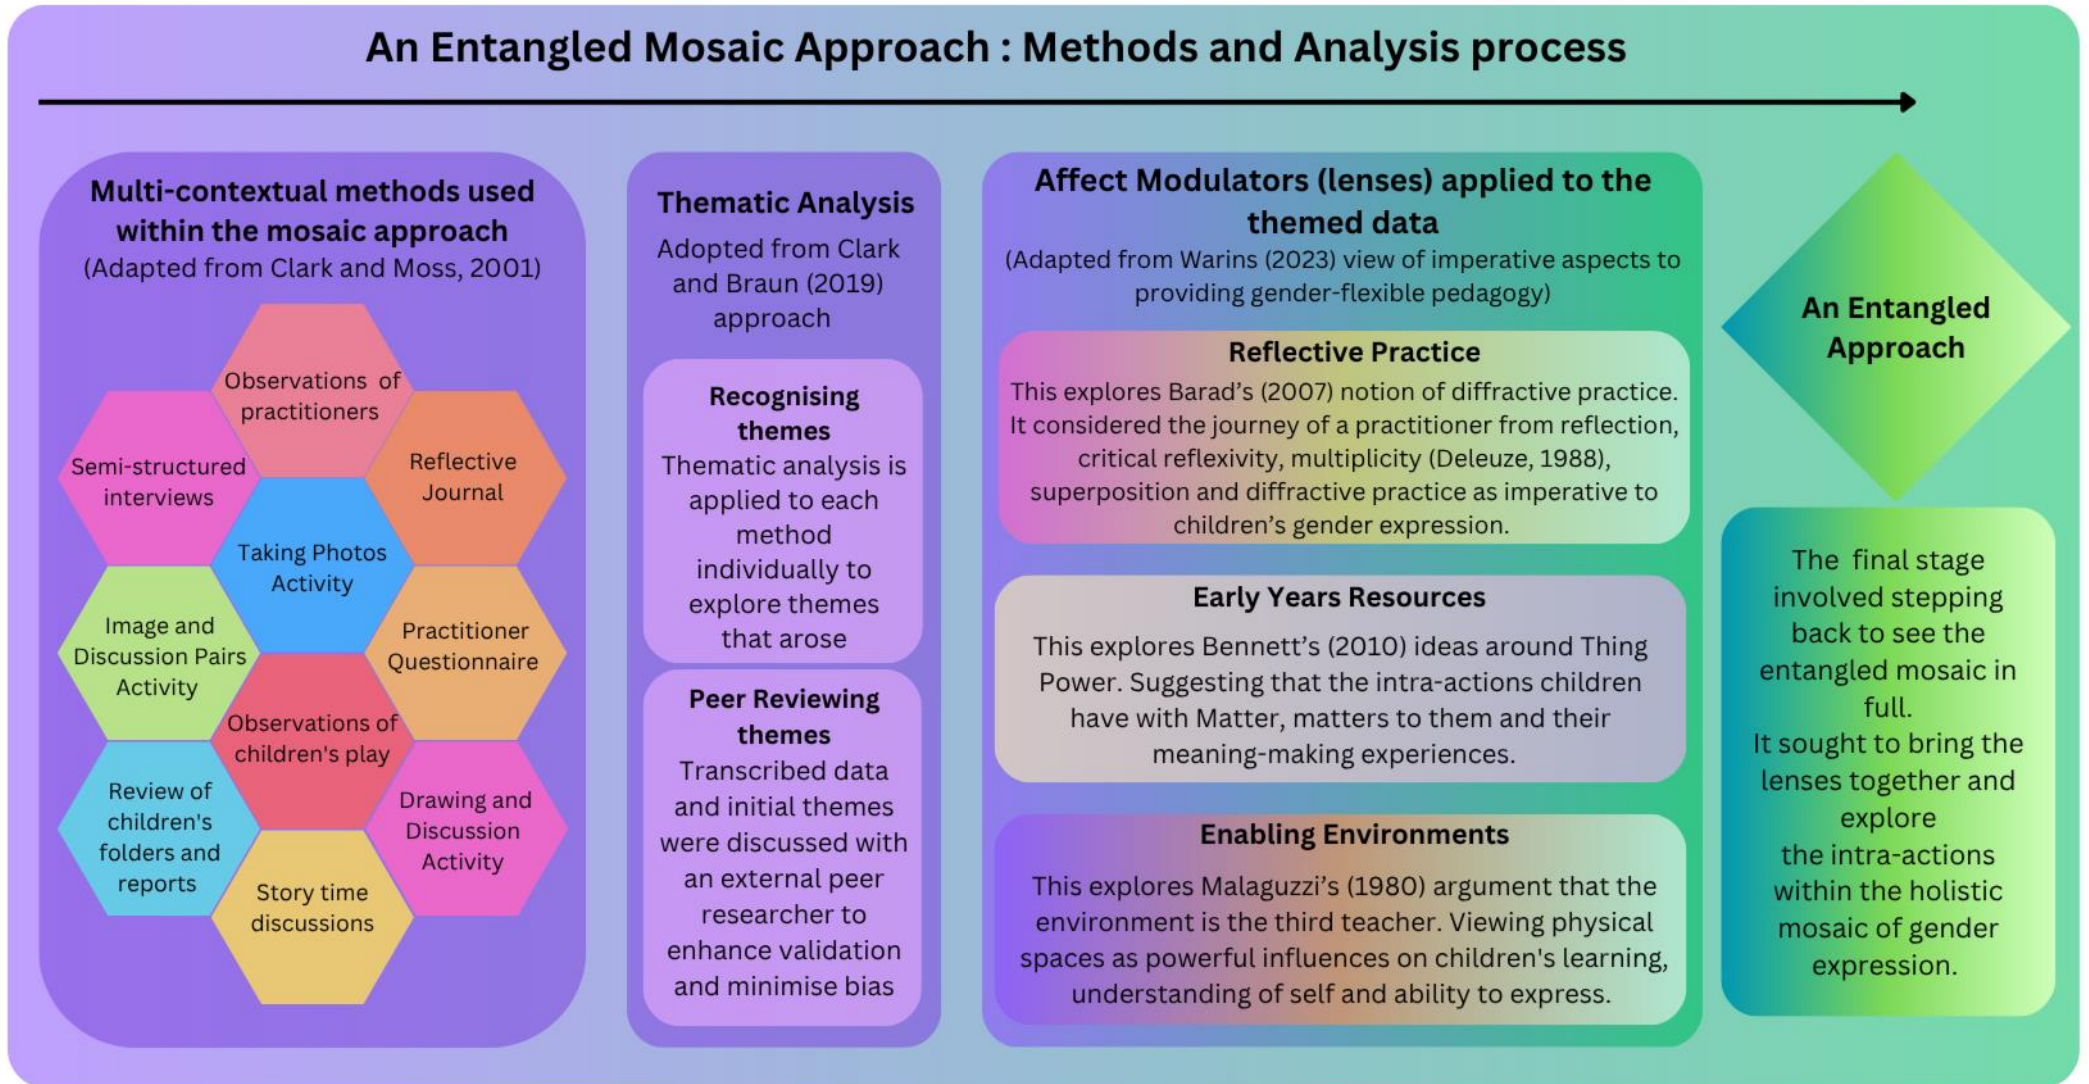 An Entangled Mosaic Approach : Methods and Analysis process
Multi-contextual methods used
within the mosaic approach
(Adapted from Clark and Moss, 2001)
Observations of
practitioners
Semi-structured
interviews
Reflective
Journal
Taking Photos
Activity
Image and
Discussion Pairs
Activity
Practitioner
Questionnaire
Observations of
children's play
Review of
children's
folders and
reports
Drawing and
Discussion
Activity
Story time
discussions
Thematic Analysis
Adopted from Clark
and Braun (2019)
approach
Recognising
themes
Thematic analysis is
applied to each
method
individually to
explore themes
that arose
Peer Reviewing
themes
Transcribed data
and initial themes
were discussed with
an external peer
researcher to
enhance validation
and minimise bias
Affect Modulators (lenses) applied to the
themed data
(Adapted from Warins (2023) view of imperative aspects to
providing gender-flexible pedagogy)
Reflective Practice
This explores Barad’s (2007) notion of diffractive practice.
It considered the journey of a practitioner from reflection,
critical reflexivity, multiplicity (Deleuze, 1988),
superposition and diffractive practice as imperative to
children’s gender expression.
Early Years Resources
This explores Bennett’s (2010) ideas around Thing
Power. Suggesting that the intra-actions children
have with Matter, matters to them and their
meaning-making experiences.
Enabling Environments
This explores Malaguzzi’s (1980) argument that the
environment is the third teacher. Viewing physical
spaces as powerful influences on children's learning,
understanding of self and ability to express.
An Entangled
Approach
The final stage
involved stepping
back to see the
entangled mosaic in
full.
It sought to bring the
lenses together and
explore
the intra-actions
within the holistic
mosaic of gender
expression.